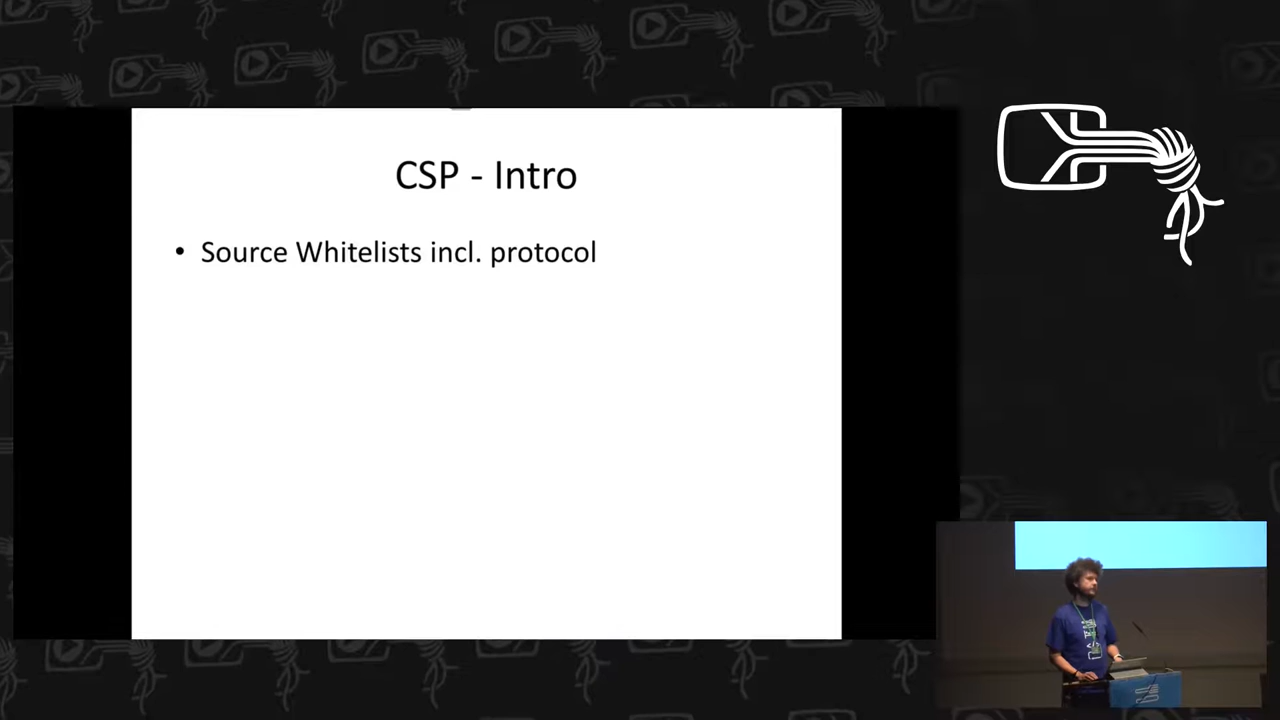 CSP - Intro
• Source Whitelists incl. protocol